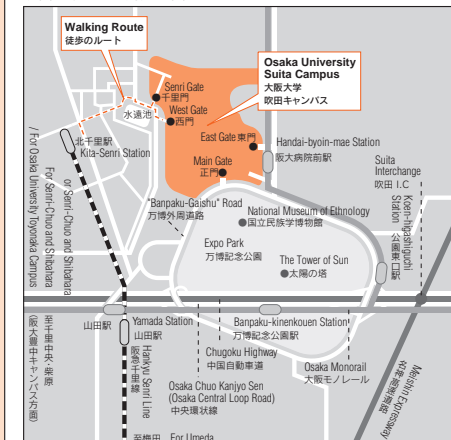 Walking Route
徒歩のルート
Osaka University
Suita Campus
大阪大学
吹田キャンパス
Senri Gate
千里門
水遠池
West Gate
西門
East Gate 東門
北千里駅
Kita-Senri Station
Handai-byoin-mae Station
阪大病院前駅
Main Gate
正門
Suita
Interchange
吹田 I.C
"Banpaku-Gaishu" Road
万博外周道路
National Museum of Ethnology
国立民族学博物館
Koen-higashiguchi
Station
公園東口駅
Expo Park
万博記念公園
The Tower of Sun
太陽の塔
or Senri-Chuo and Shibahara
For Senri-Chuo and Shibahara
/ For Osaka University Toyonaka Campus
至千里中央・柴原
(阪大豊中キャンパス方面)
山田駅
Yamada Station
山田駅
Banpaku-kinenkouen Station
万博記念公園駅
Hankyu Senri Line
阪急千里線
Chugoku Highway
中国自動車道
Osaka Chuo Kanjyo Sen
(Osaka Central Loop Road)
中央環状線
Osaka Monorail
大阪モノレール
Meishin Expressway
名神高速道路
至梅田 For Umeda